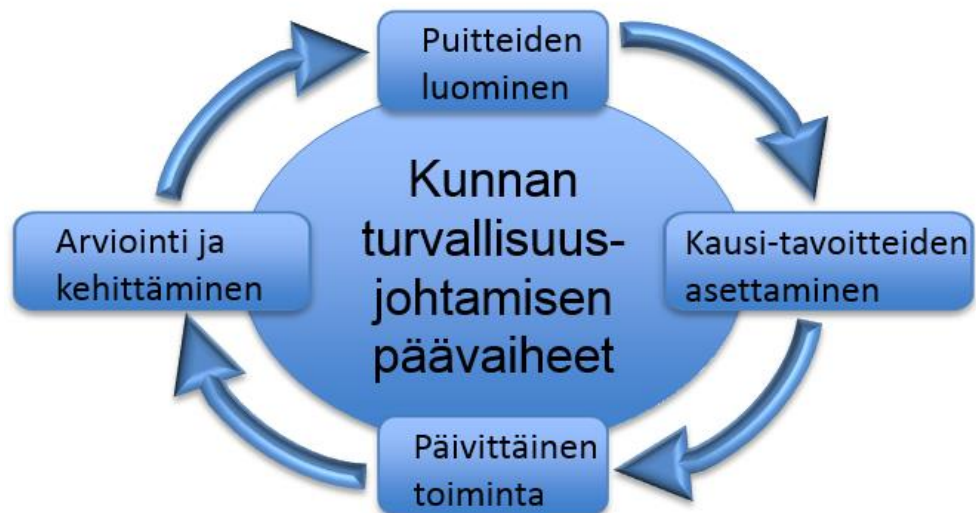 Puitteiden
luominen
Kunnan
turvallisuus-
johtamisen
päävaiheet
Arviointi ja
kehittäminen
Kausi-tavoitteiden
asettaminen
Päivittäinen
toiminta